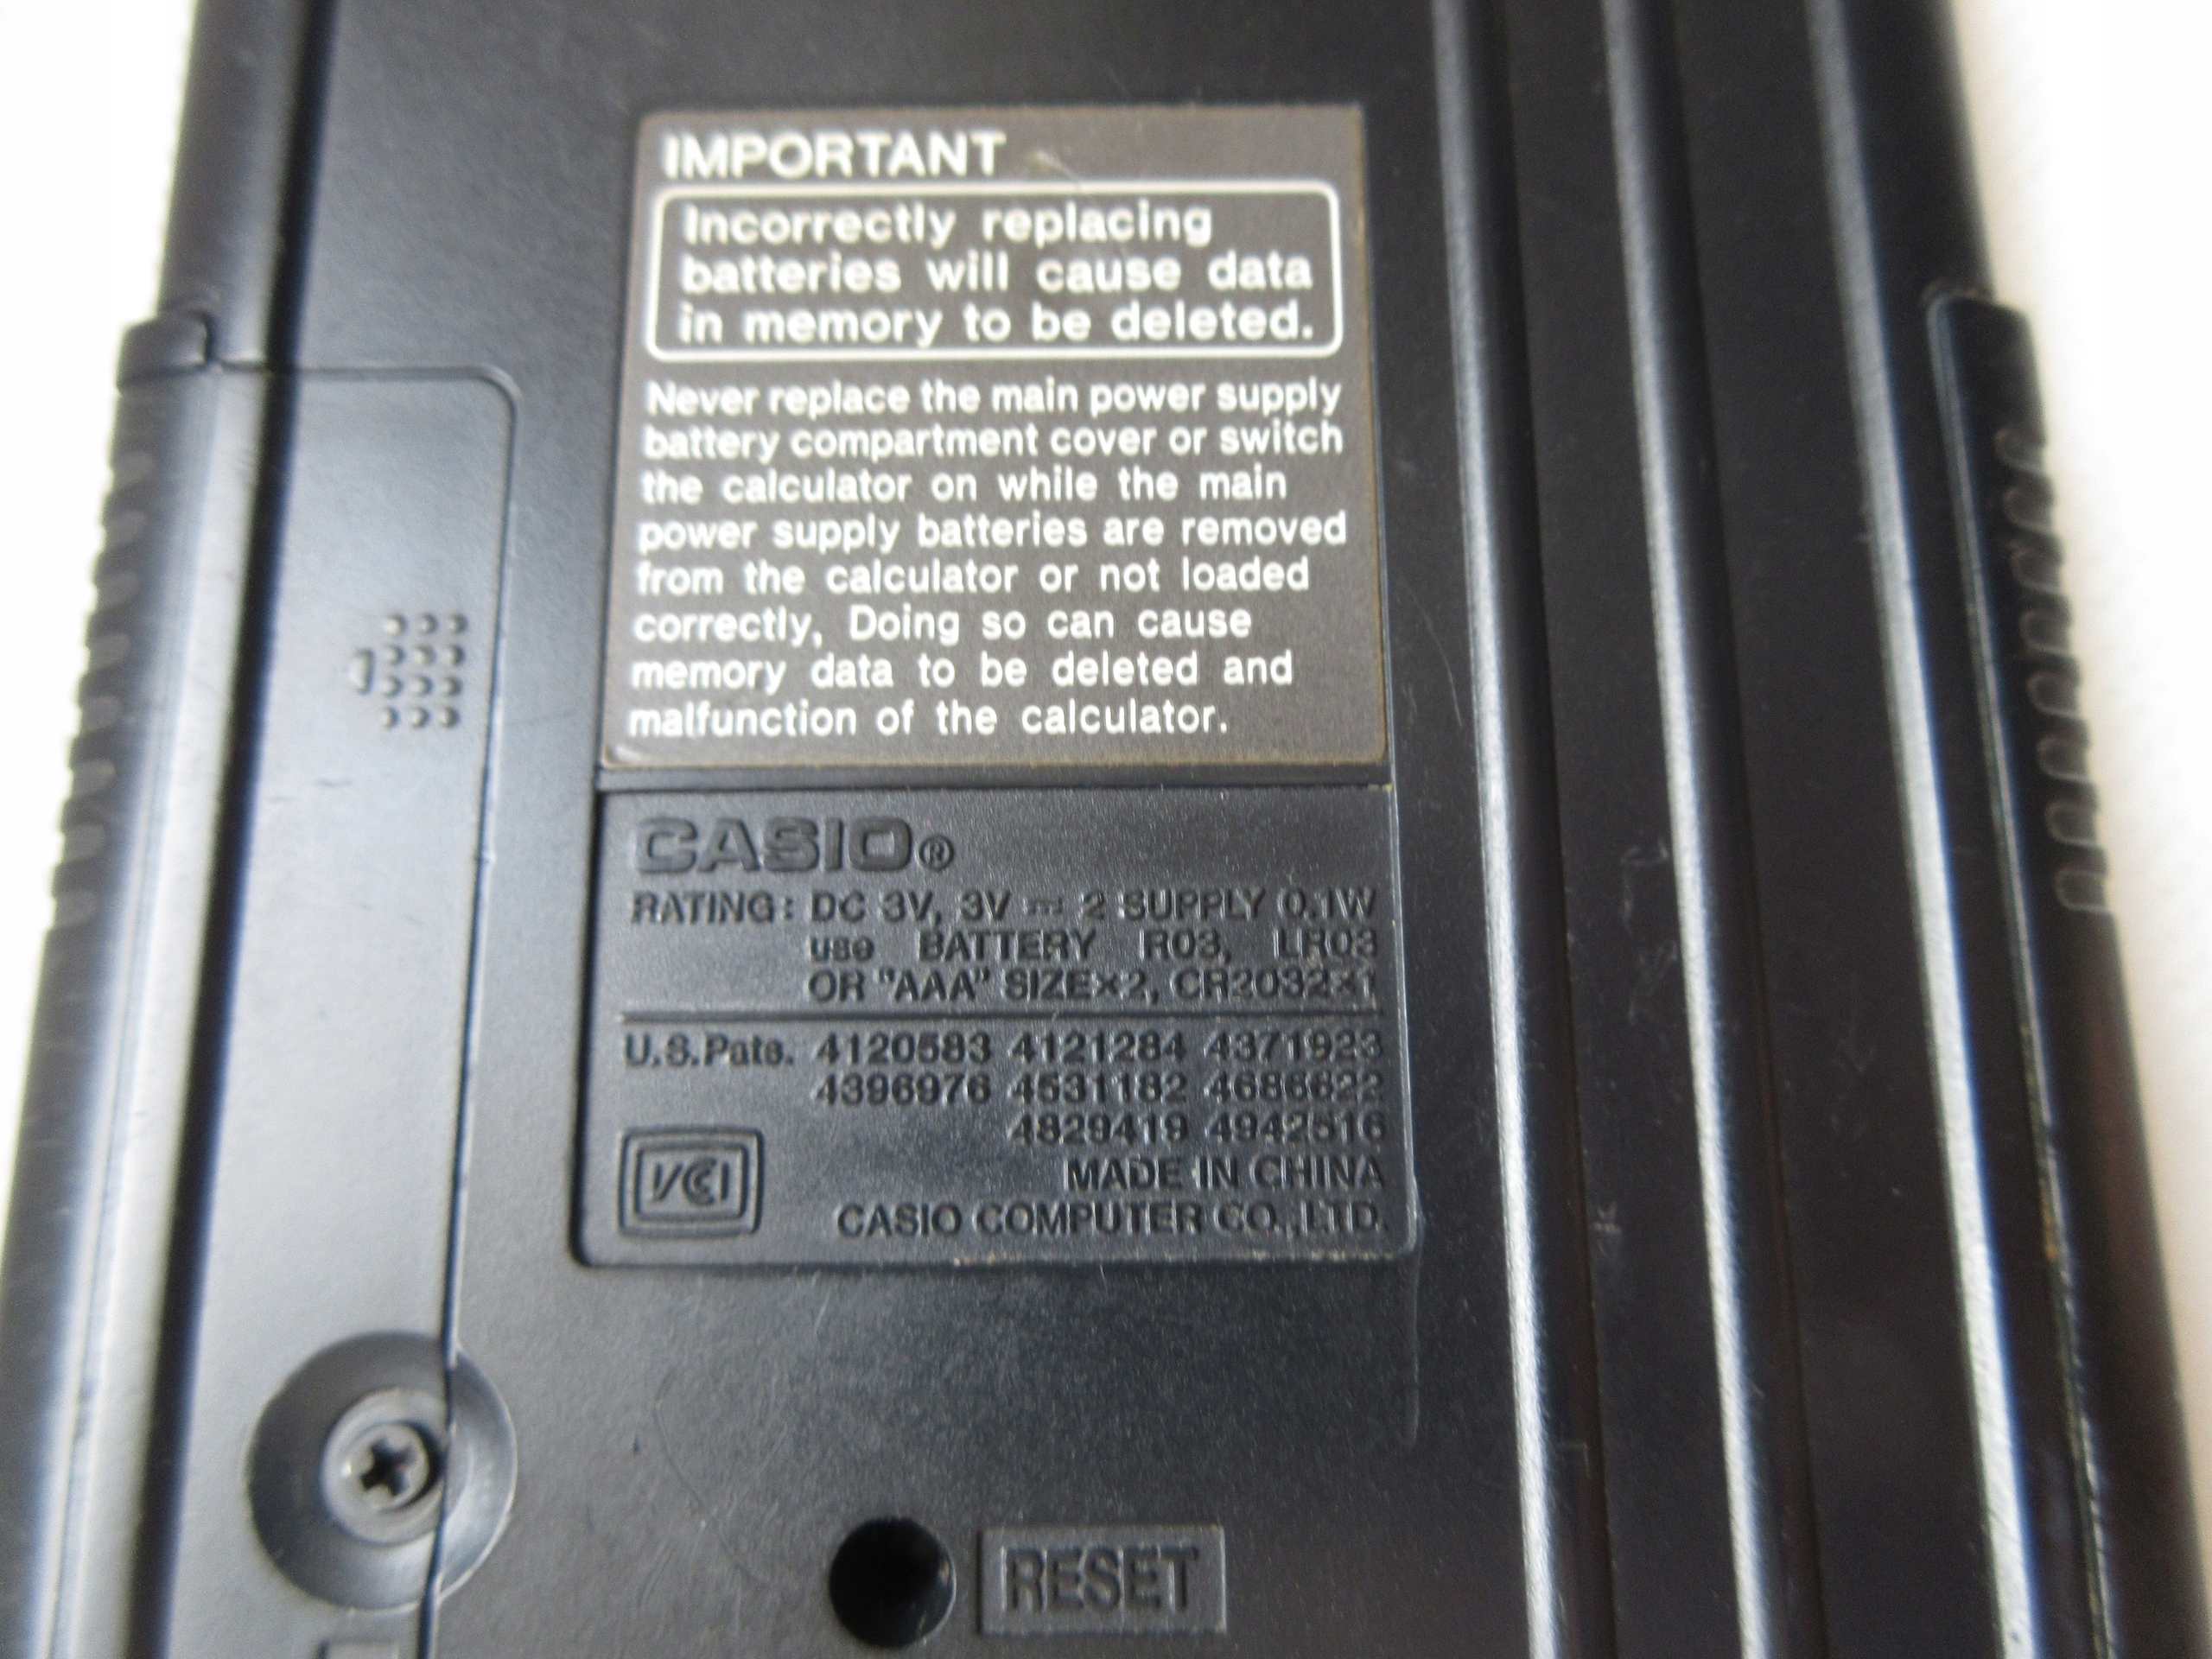 IMPORTANT
Incorrectly replacing
batteries will cause data
in memory to be deleted.
Never replace the main power supply
battery compartment cover or switch
the calculator on while the main
power supply batteries are removed
from the calculator or not loaded
correctly, Doing so can cause
memory data to be deleted and
malfunction of the calculator.
CASIO®
RATING: DC 3V, 3V ⎓ 2 SUPPLY 0.1W
use BATTERY R03, LR03
OR "AAA" SIZE×2, CR2032×1
U.S.Pats. 4120583 4121284 4371923
4396976 4531182 4686622
4829419 4942516
VCI
MADE IN CHINA
CASIO COMPUTER CO.,LTD.
RESET